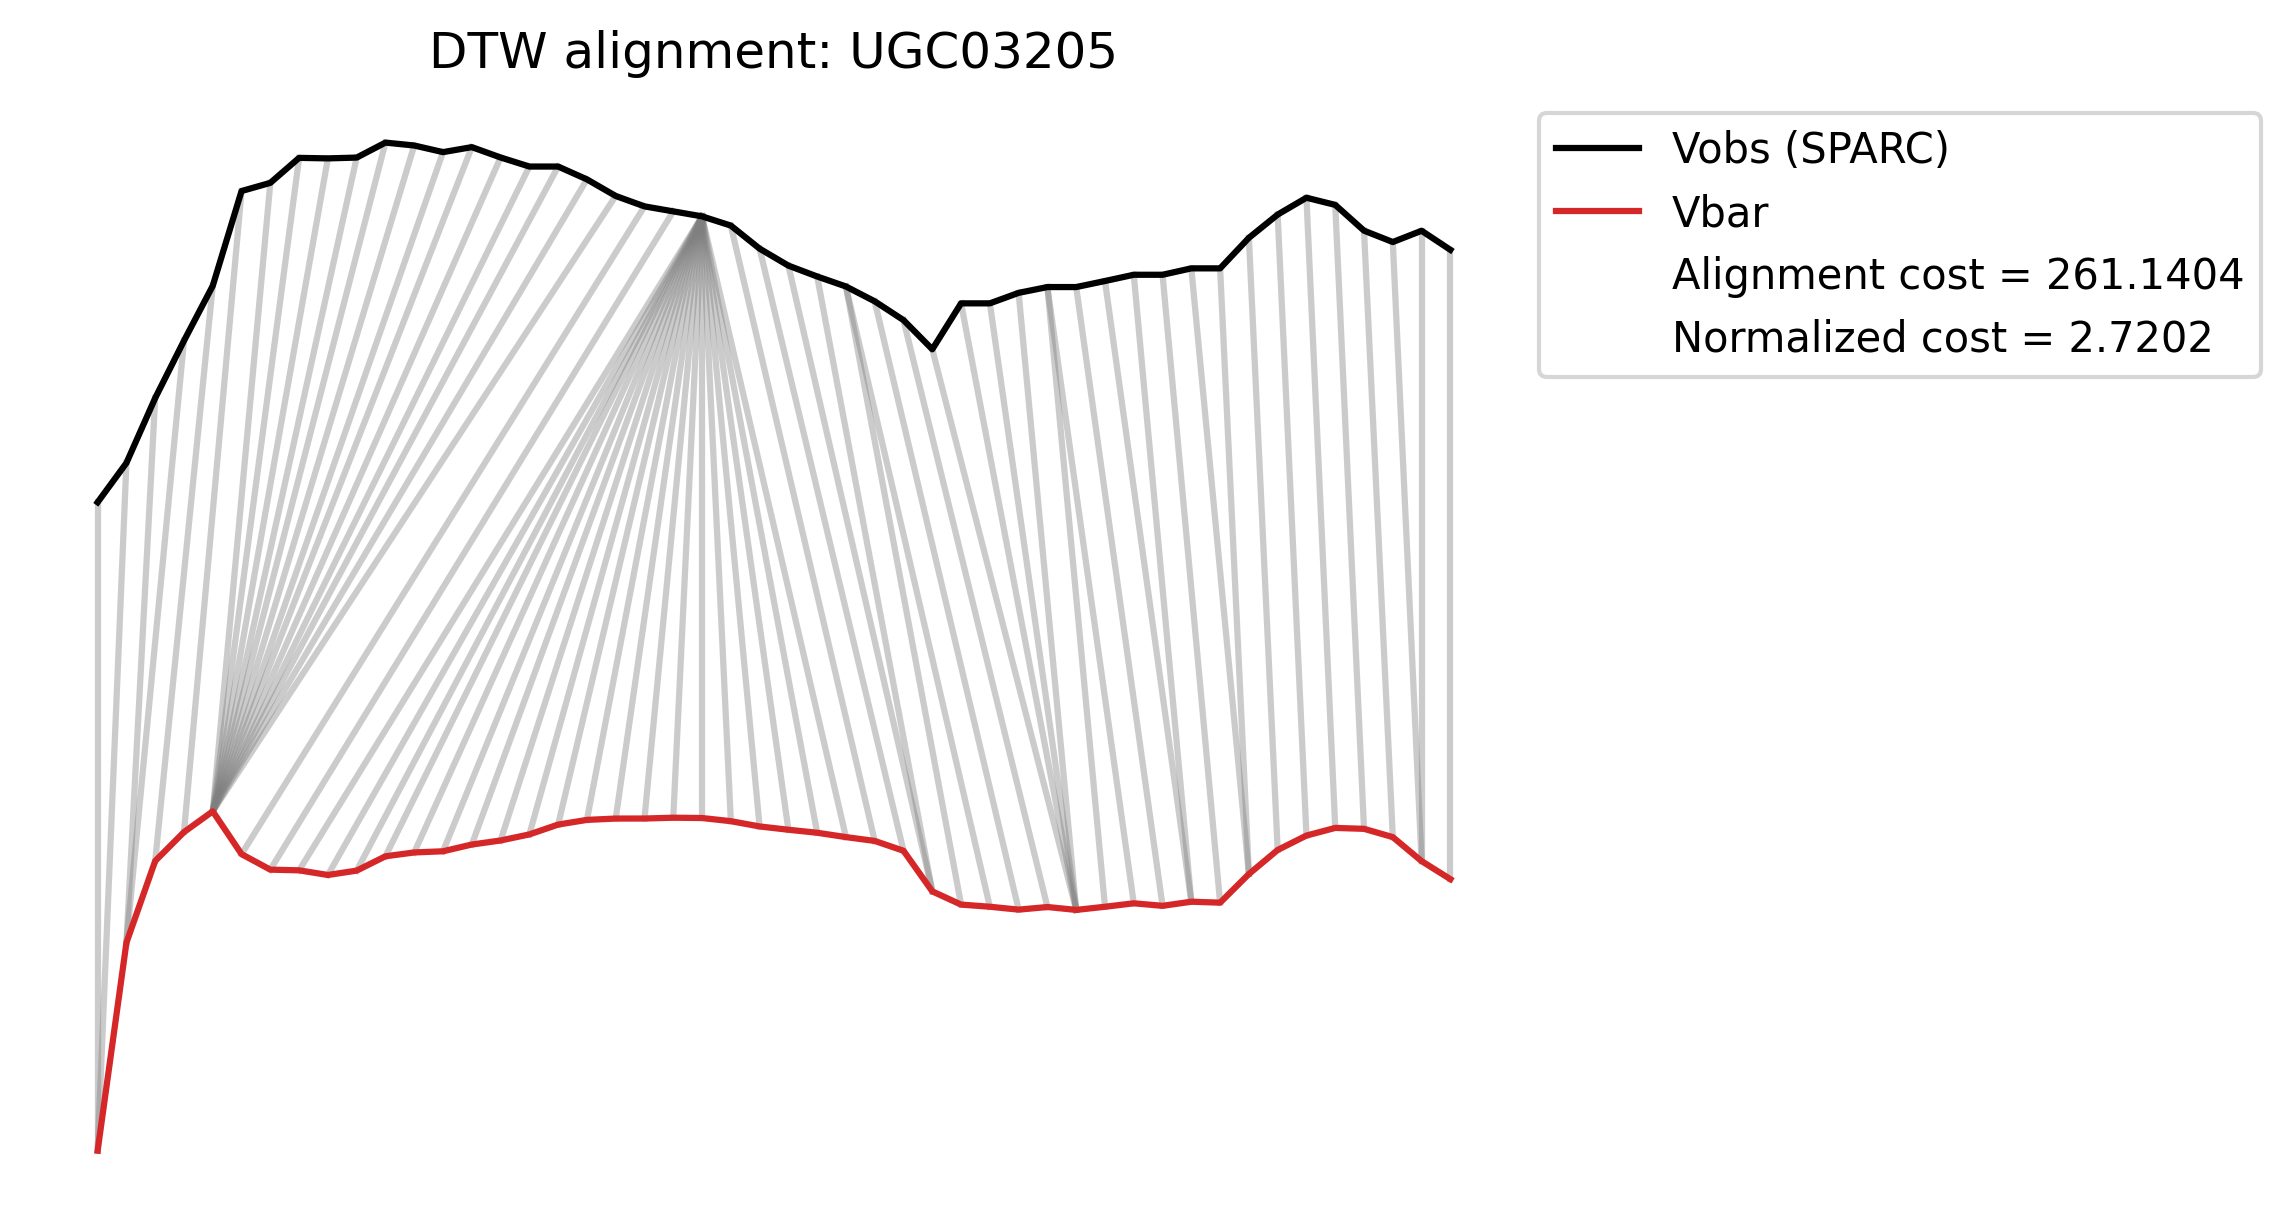 DTW alignment: UGC03205
Vobs (SPARC)
Vbar
Alignment cost = 261.1404
Normalized cost = 2.7202